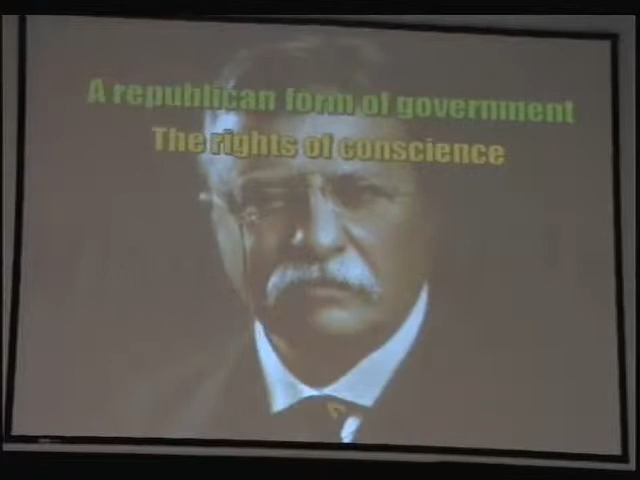 A republican form of government
The rights of conscience